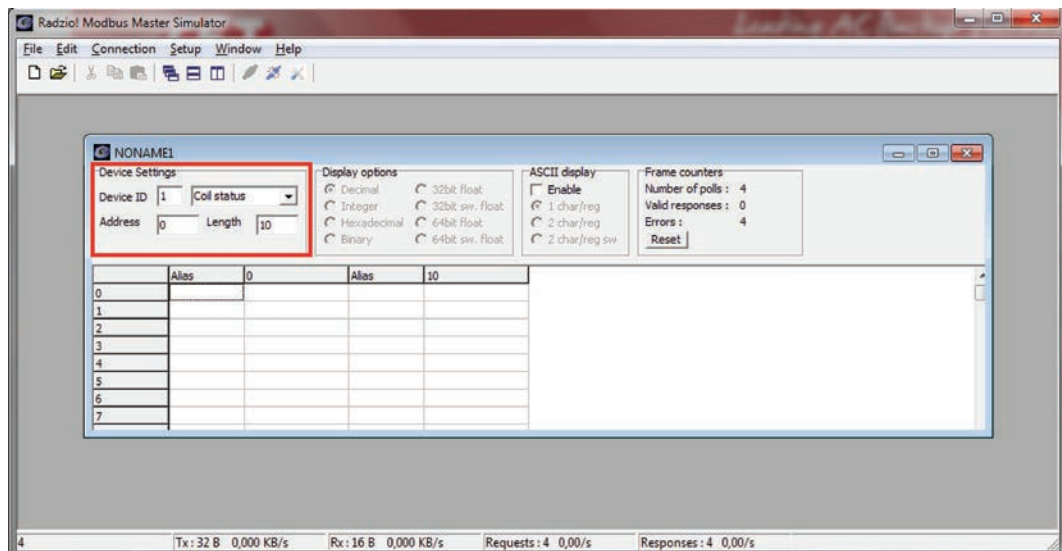 Radzio! Modbus Master Simulator
File Edit Connection Setup Window Help
NONAME1
Device Settings
Device ID 1 Coil status
Address 0 Length 10
Display options
Decimal 32bit float
Integer 32bit sw. float
Hexadecimal 64bit float
Binary 64bit sw. float
ASCII display
Enable
1 char/reg
2 char/reg
2 char/reg sw
Frame counters
Number of polls : 4
Valid responses : 0
Errors : 4
Reset
Alias 0 Alias 10
0
1
2
3
4
5
6
7
4 Tx : 32 B 0,000 KB/s Rx : 16 B 0,000 KB/s Requests : 4 0,00/s Responses : 4 0,00/s